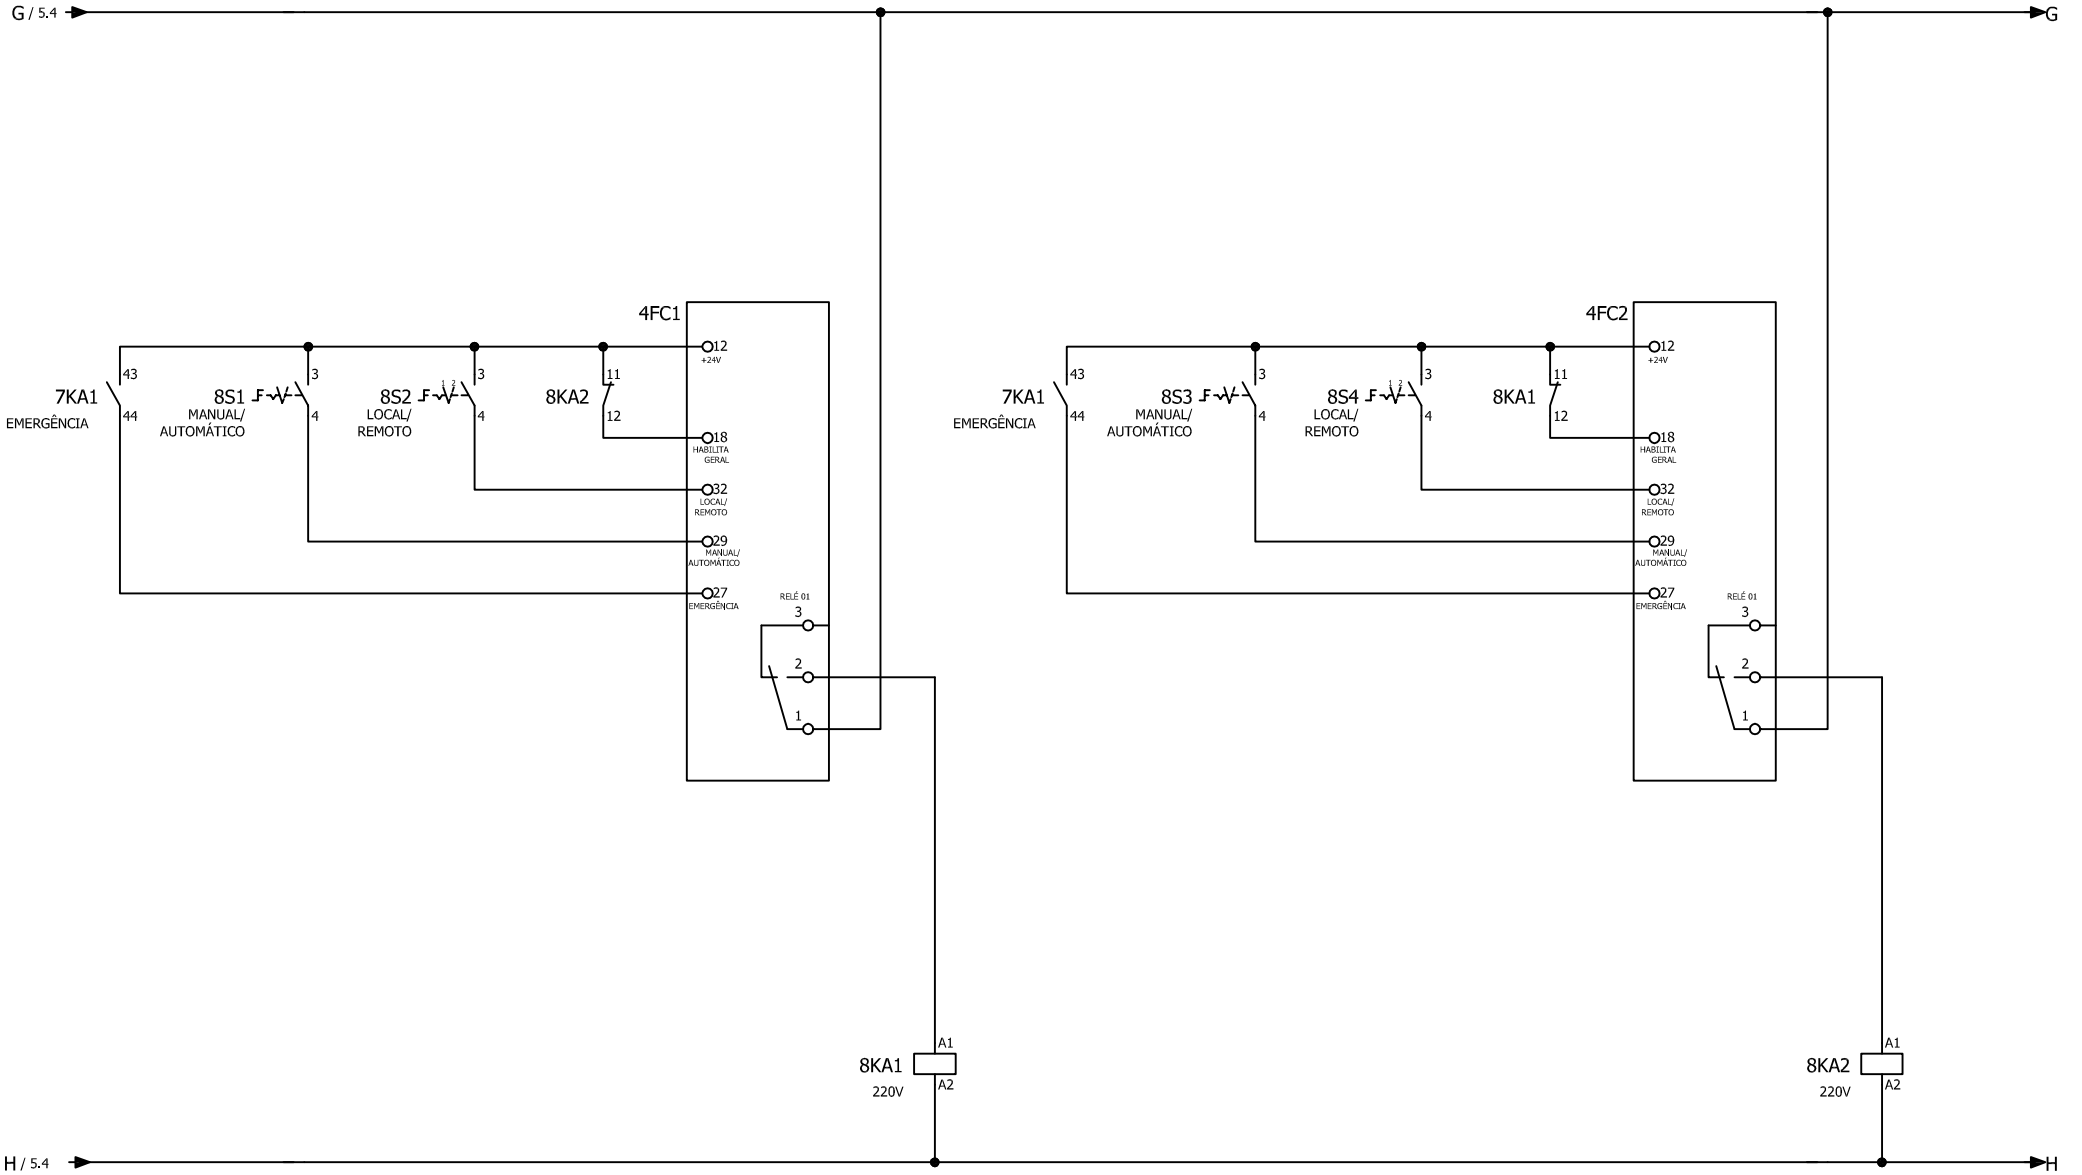 G / 5.4
G
4FC1
12
+24V
43
7KA1
44
EMERGÊNCIA
3
8S1
4
MANUAL/
AUTOMÁTICO
1 2
3
8S2
4
LOCAL/
REMOTO
11
8KA2
12
18
HABILITA
GERAL
32
LOCAL/
REMOTO
29
MANUAL/
AUTOMÁTICO
27
EMERGÊNCIA
RELÉ 01
3
2
1
A1
8KA1
A2
220V
4FC2
12
+24V
43
7KA1
44
EMERGÊNCIA
3
8S3
4
MANUAL/
AUTOMÁTICO
1 2
3
8S4
4
LOCAL/
REMOTO
11
8KA1
12
18
HABILITA
GERAL
32
LOCAL/
REMOTO
29
MANUAL/
AUTOMÁTICO
27
EMERGÊNCIA
RELÉ 01
3
2
1
A1
8KA2
A2
220V
H / 5.4
H